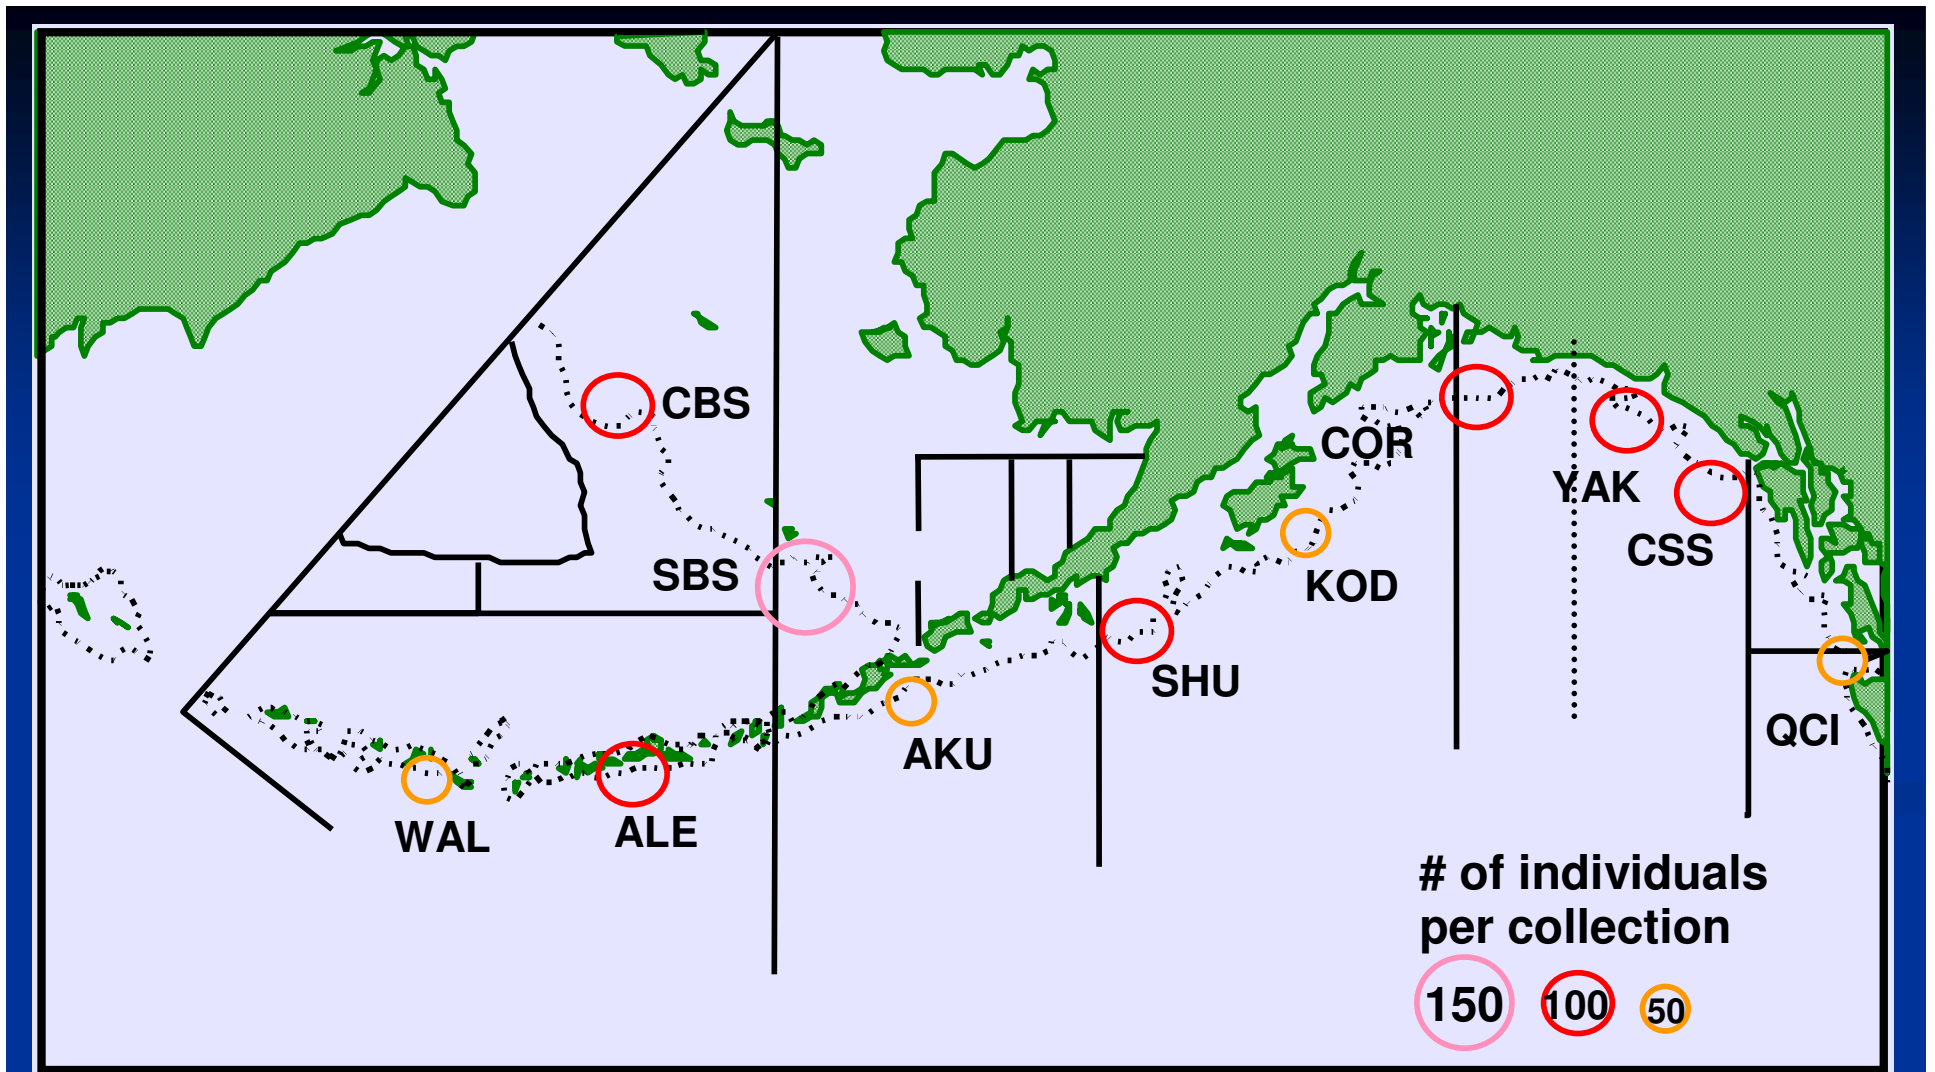 CBS
COR
YAK
CSS
SBS
KOD
SHU
QCI
AKU
WAL
ALE
# of individuals
per collection
150 100 50